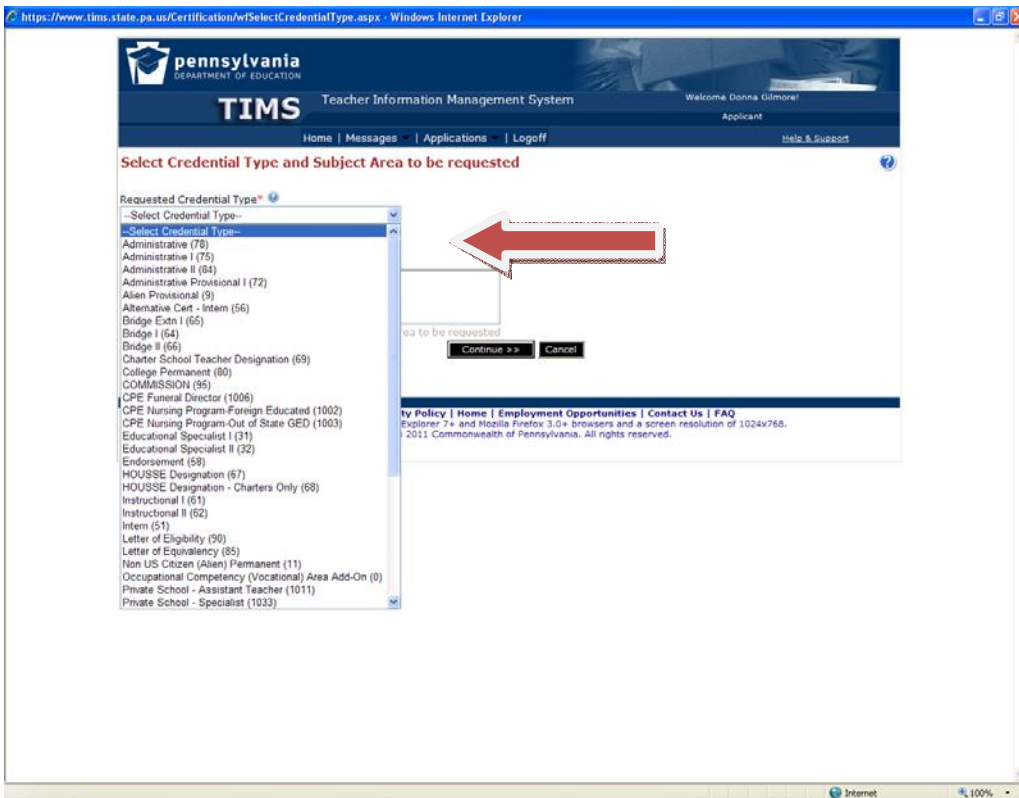 https://www.tims.state.pa.us/Certification/wfSelectCredentialType.aspx - Windows Internet Explorer
pennsylvania
DEPARTMENT OF EDUCATION
TIMS Teacher Information Management System
Welcome Donna Gilmore!
Applicant
Home | Messages | Applications | Logoff
Help & Support
Select Credential Type and Subject Area to be requested
Requested Credential Type*
--Select Credential Type--
--Select Credential Type--
Administrative (78)
Administrative I (75)
Administrative II (84)
Administrative Provisional I (72)
Alien Provisional (9)
Alternative Cert - Intern (56)
Bridge Extn I (65)
Bridge I (64)
Bridge II (66)
Charter School Teacher Designation (69)
College Permanent (80)
COMMISSION (95)
CPE Funeral Director (1006)
CPE Nursing Program-Foreign Educated (1002)
CPE Nursing Program-Out of State GED (1003)
Educational Specialist I (31)
Educational Specialist II (32)
Endorsement (58)
HOUSSE Designation (67)
HOUSSE Designation - Charters Only (68)
Instructional I (61)
Instructional II (62)
Intern (51)
Letter of Eligibility (90)
Letter of Equivalency (85)
Non US Citizen (Alien) Permanent (11)
Occupational Competency (Vocational) Area Add-On (0)
Private School - Assistant Teacher (1011)
Private School - Specialist (1033)
ea to be requested
Continue >> Cancel
ty Policy | Home | Employment Opportunities | Contact Us | FAQ
Explorer 7+ and Mozilla Firefox 3.0+ browsers and a screen resolution of 1024x768.
2011 Commonwealth of Pennsylvania. All rights reserved.
Internet
100%